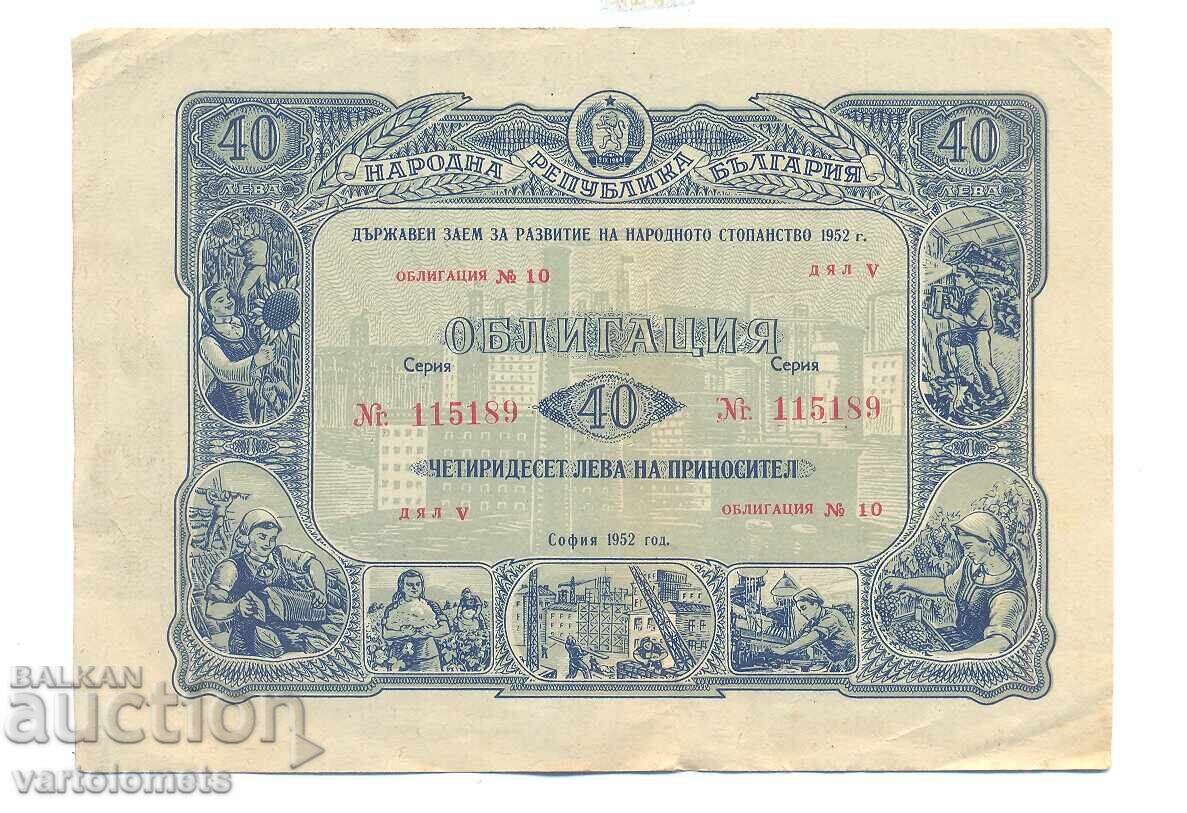 40 40
ЛЕВА ЛЕВА
НАРОДНА РЕПУБЛИКА БЪЛГАРИЯ
ДЪРЖАВЕН ЗАЕМ ЗА РАЗВИТИЕ НА НАРОДНОТО СТОПАНСТВО 1952 г.
ОБЛИГАЦИЯ № 10 ДЯЛ V
ОБЛИГАЦИЯ
Серия Серия
Nr. 115189 40 Nr. 115189
ЧЕТИРИДЕСЕТ ЛЕВА НА ПРИНОСИТЕЛ
ДЯЛ V ОБЛИГАЦИЯ № 10
София 1952 год.
BALKAN
auction
vartolomets